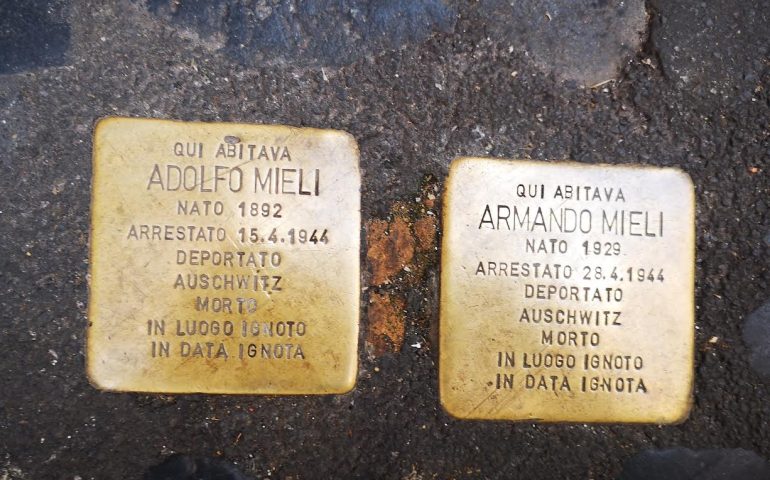 QUI ABITAVA
ADOLFO MIELI
NATO 1892
ARRESTATO 15.4.1944
DEPORTATO
AUSCHWITZ
MORTO
IN LUOGO IGNOTO
IN DATA IGNOTA
QUI ABITAVA
ARMANDO MIELI
NATO 1929
ARRESTATO 28.4.1944
DEPORTATO
AUSCHWITZ
MORTO
IN LUOGO IGNOTO
IN DATA IGNOTA